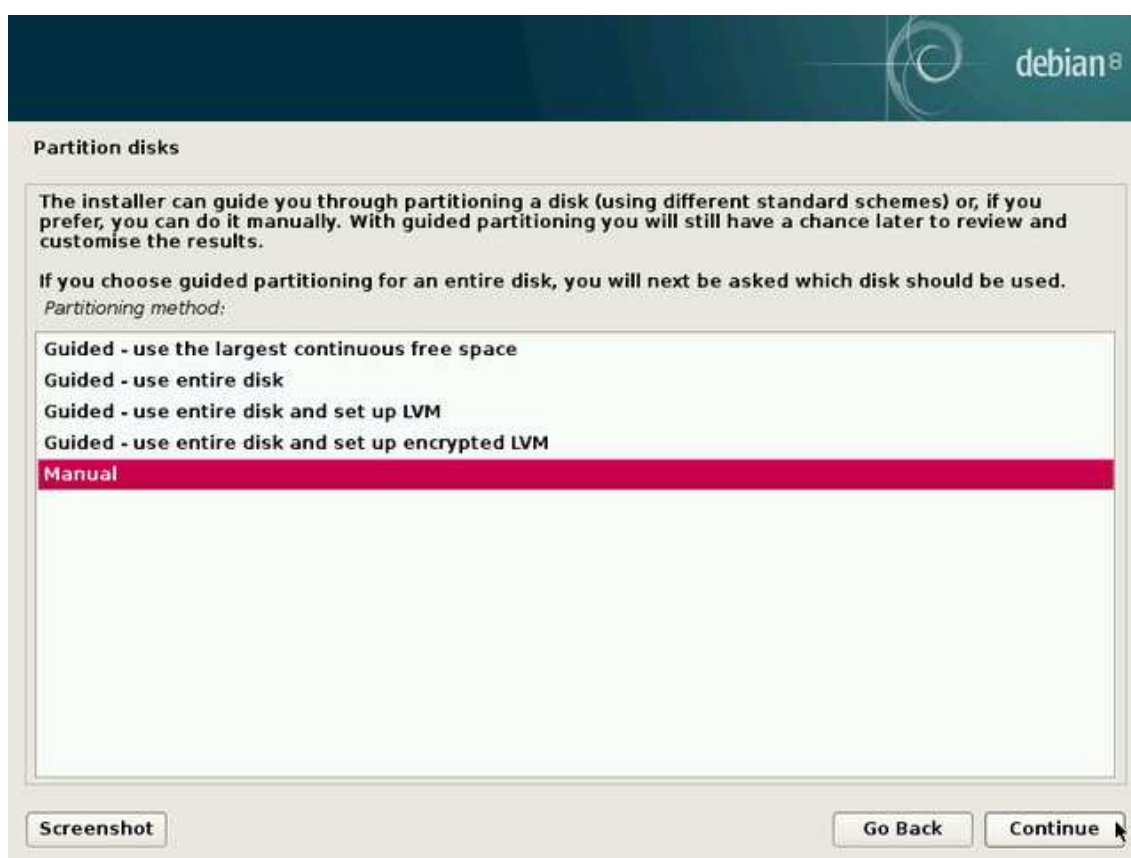 debian 8
Partition disks
The installer can guide you through partitioning a disk (using different standard schemes) or, if you
prefer, you can do it manually. With guided partitioning you will still have a chance later to review and
customise the results.
If you choose guided partitioning for an entire disk, you will next be asked which disk should be used.
Partitioning method:
Guided - use the largest continuous free space
Guided - use entire disk
Guided - use entire disk and set up LVM
Guided - use entire disk and set up encrypted LVM
Manual
Screenshot
Go Back
Continue